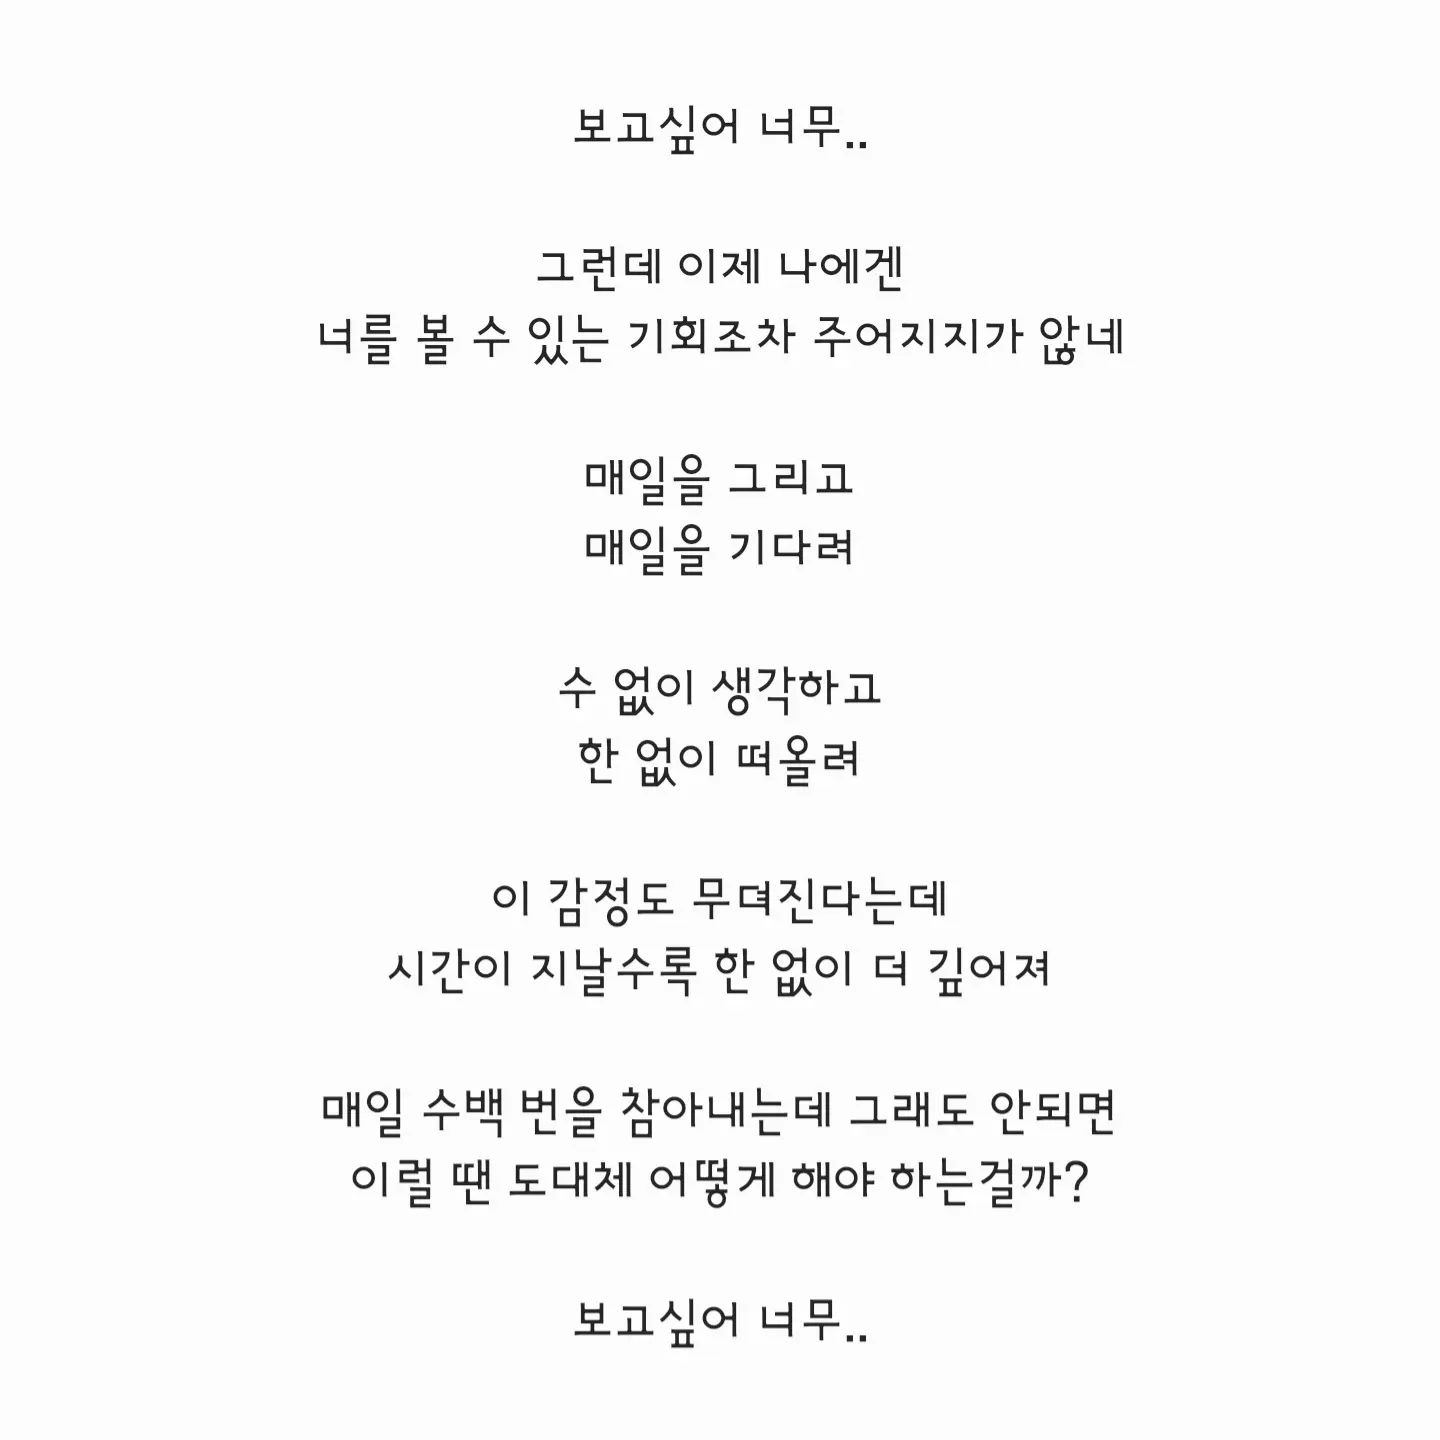 보고싶어 너무..
그런데 이제 나에겐
너를 볼 수 있는 기회조차 주어지지가 않네
매일을 그리고
매일을 기다려
수 없이 생각하고
한 없이 떠올려
이 감정도 무뎌진다는데
시간이 지날수록 한 없이 더 깊어져
매일 수백 번을 참아내는데 그래도 안되면
이럴 땐 도대체 어떻게 해야 하는걸까?
보고싶어 너무..